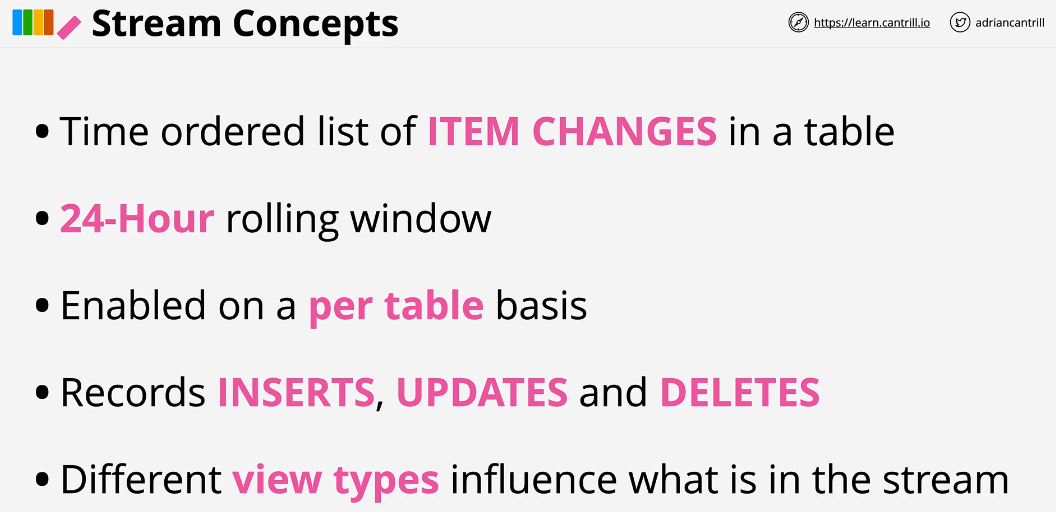 Stream Concepts
https://learn.cantrill.io
adriancantrill
• Time ordered list of ITEM CHANGES in a table
• 24-Hour rolling window
• Enabled on a per table basis
• Records INSERTS, UPDATES and DELETES
• Different view types influence what is in the stream